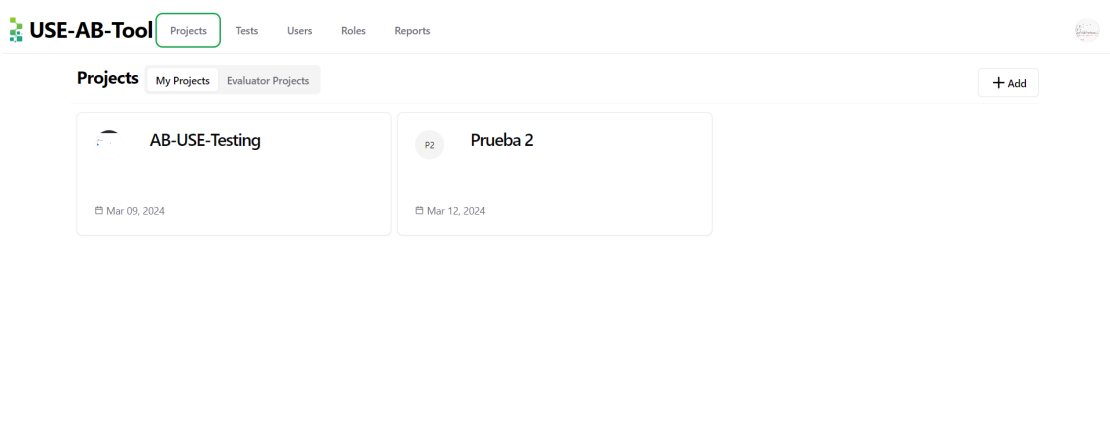 USE-AB-Tool Projects Tests Users Roles Reports
Projects My Projects Evaluator Projects + Add
AB-USE-Testing
P2 Prueba 2
Mar 09, 2024
Mar 12, 2024